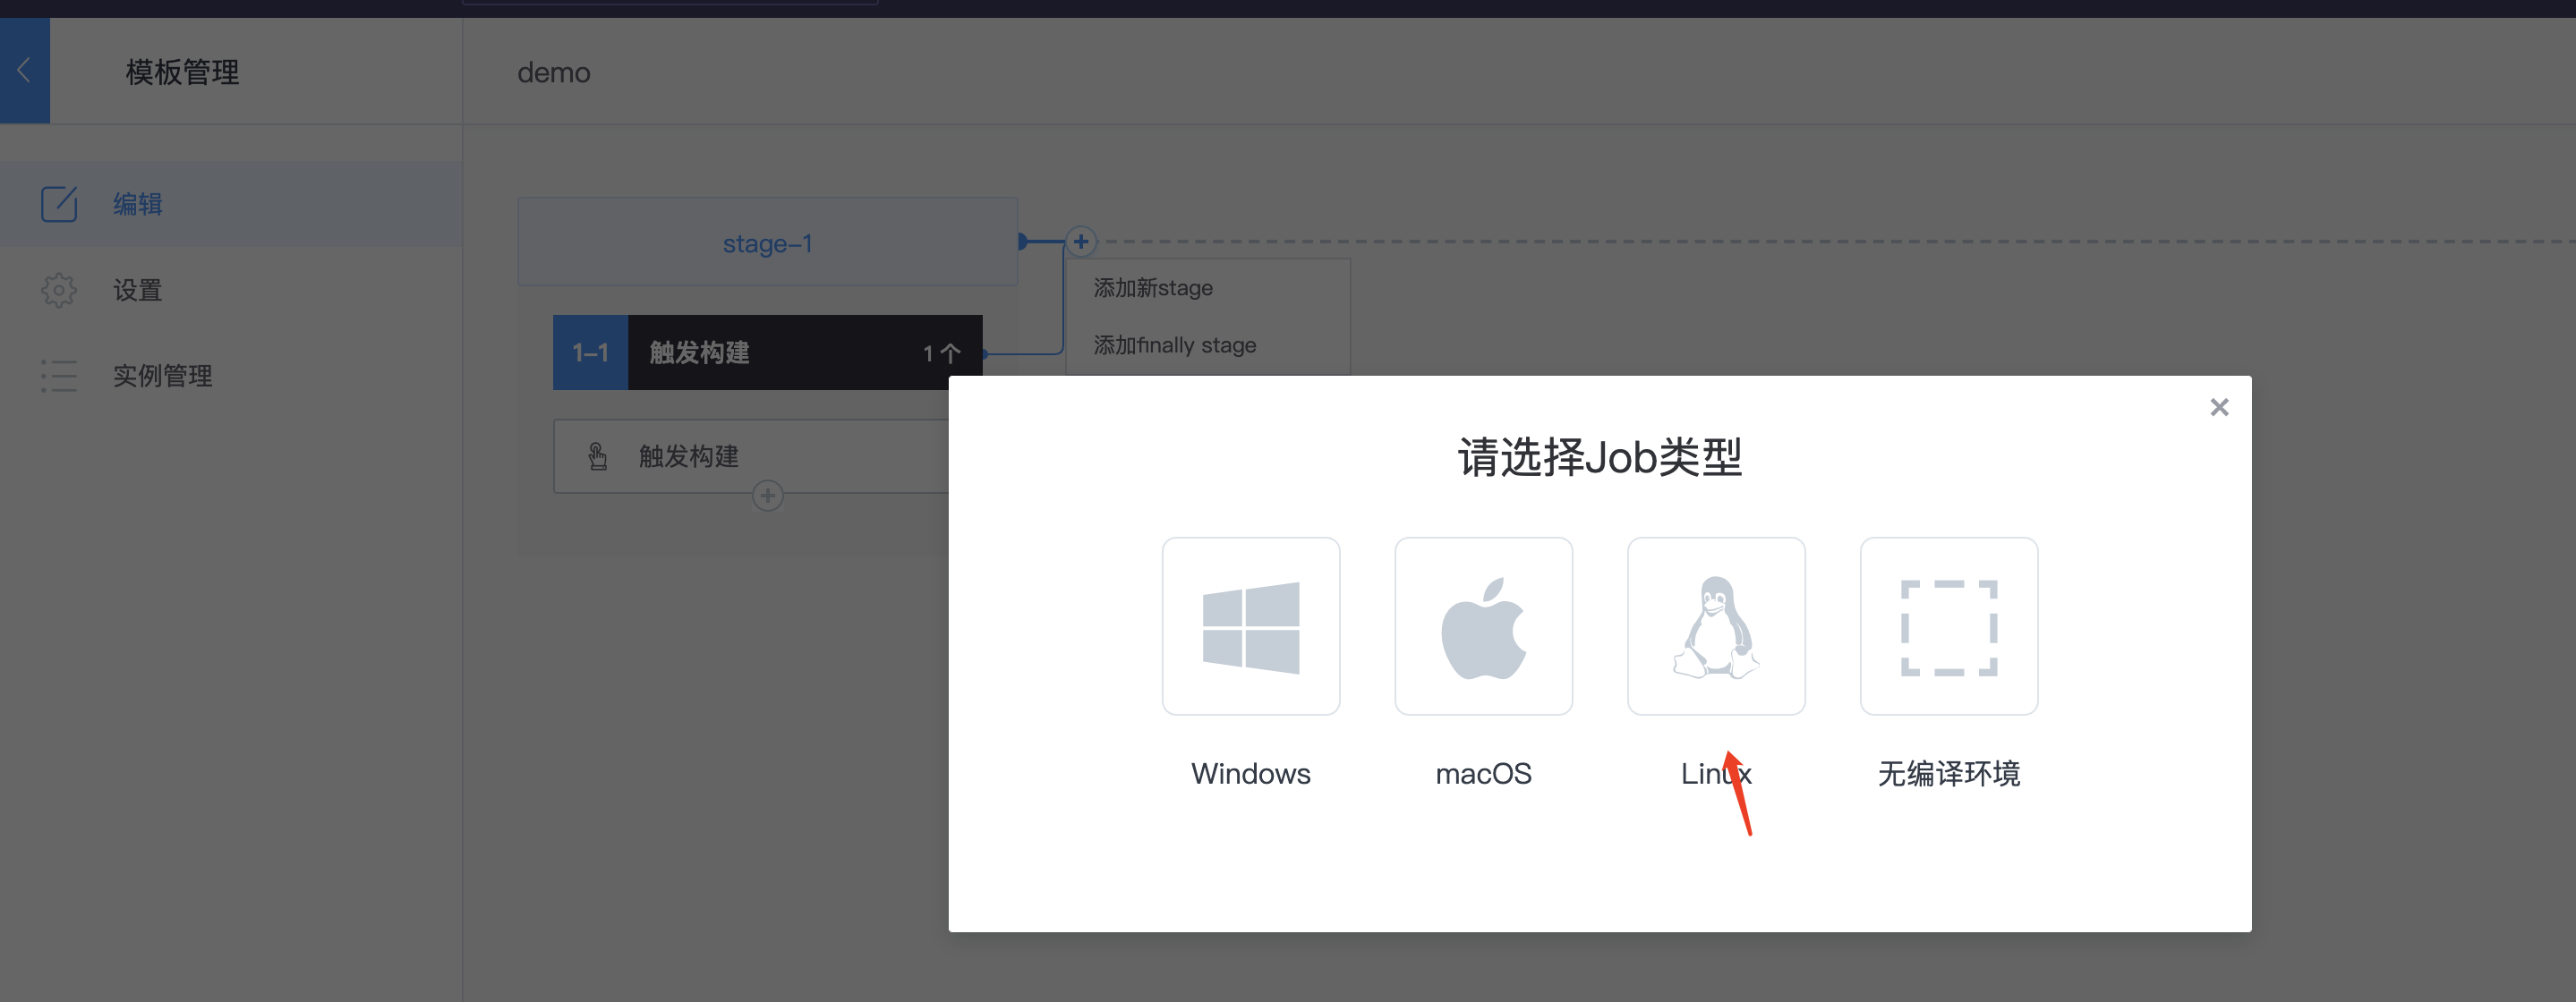 模板管理
demo
编辑
设置
实例管理
stage-1
添加新stage
添加finally stage
1-1 触发构建 1 个
触发构建
请选择Job类型
Windows
macOS
Linux
无编译环境